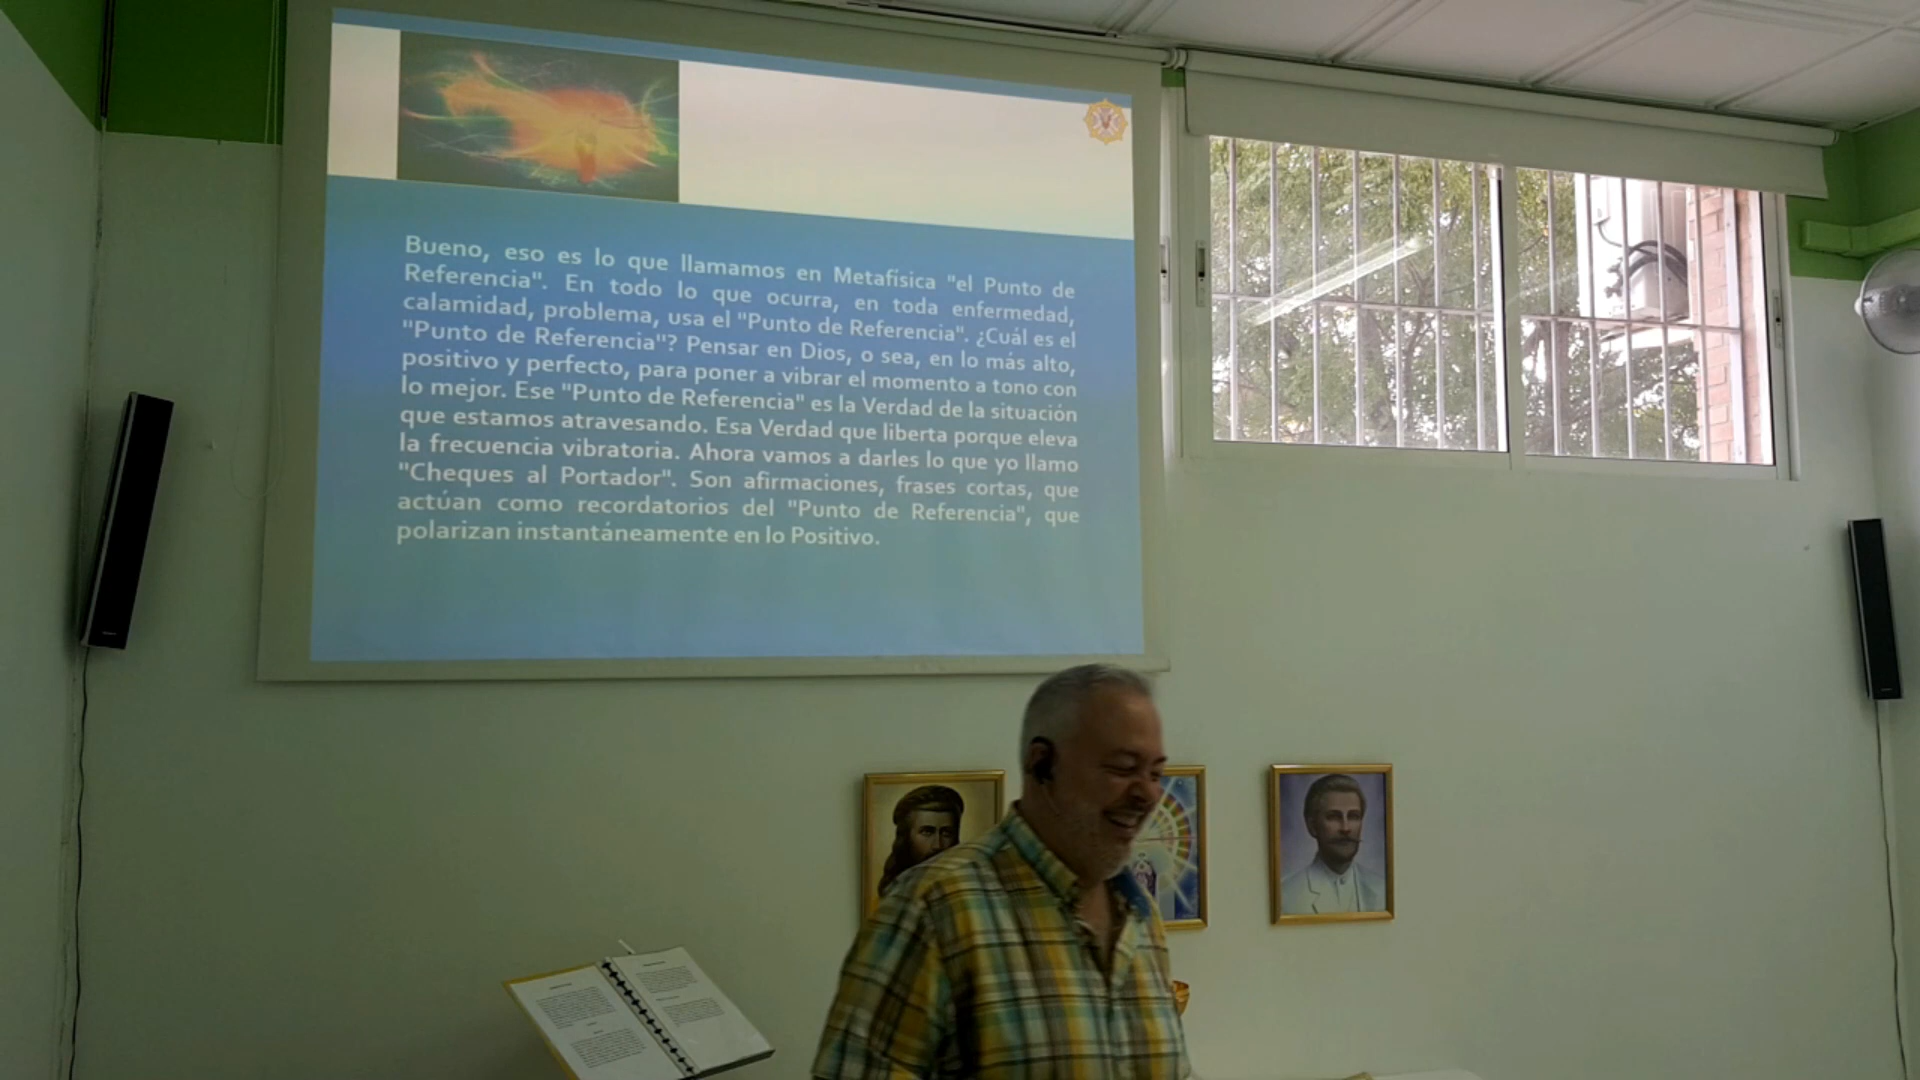 Bueno, eso es lo que llamamos en Metafísica "el Punto de
Referencia". En todo lo que ocurra, en toda enfermedad,
calamidad, problema, usa el "Punto de Referencia". ¿Cuál es el
"Punto de Referencia"? Pensar en Dios, o sea, en lo más alto,
positivo y perfecto, para poner a vibrar el momento a tono con
lo mejor. Ese "Punto de Referencia" es la Verdad de la situación
que estamos atravesando. Esa Verdad que liberta porque eleva
la frecuencia vibratoria. Ahora vamos a darles lo que yo llamo
"Cheques al Portador". Son afirmaciones, frases cortas, que
actúan como recordatorios del "Punto de Referencia", que
polarizan instantáneamente en lo Positivo.